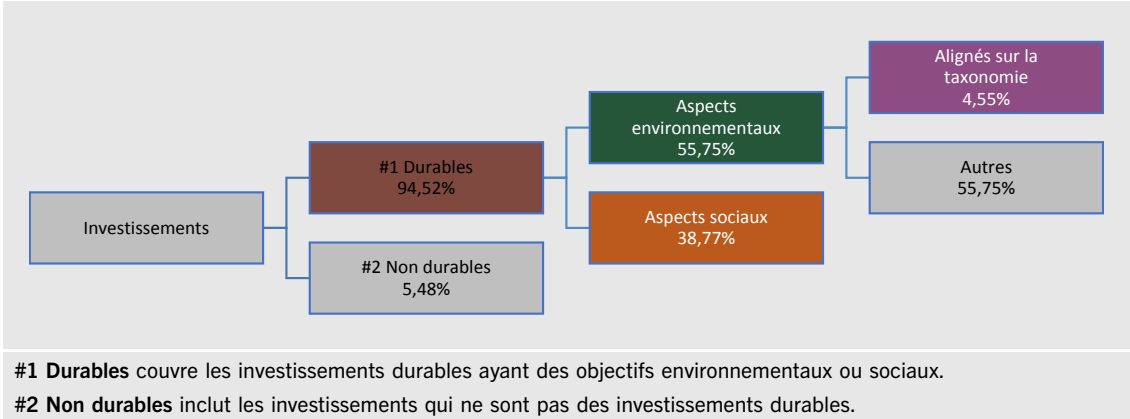 Investissements
#1 Durables
94,52%
#2 Non durables
5,48%
Aspects
environnementaux
55,75%
Aspects sociaux
38,77%
Alignés sur la
taxonomie
4,55%
Autres
55,75%
#1 Durables couvre les investissements durables ayant des objectifs environnementaux ou sociaux.
#2 Non durables inclut les investissements qui ne sont pas des investissements durables.